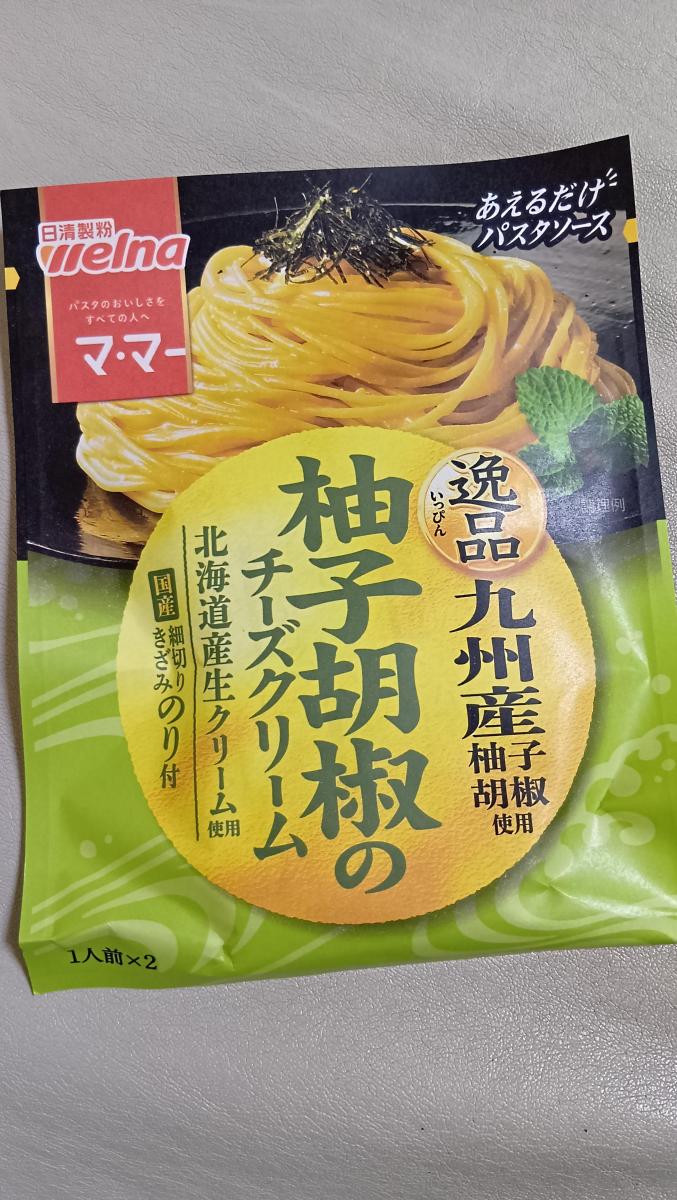 日清製粉
Welna
パスタのおいしさを
すべての人へ
マ・マー
あえるだけ
パスタソース
調理例
逸品
いっぴん
九州産
柚子
胡椒
使用
柚子胡椒の
チーズクリーム
北海道産生クリーム使用
国産
細切り
きざみ
のり付
1人前×2